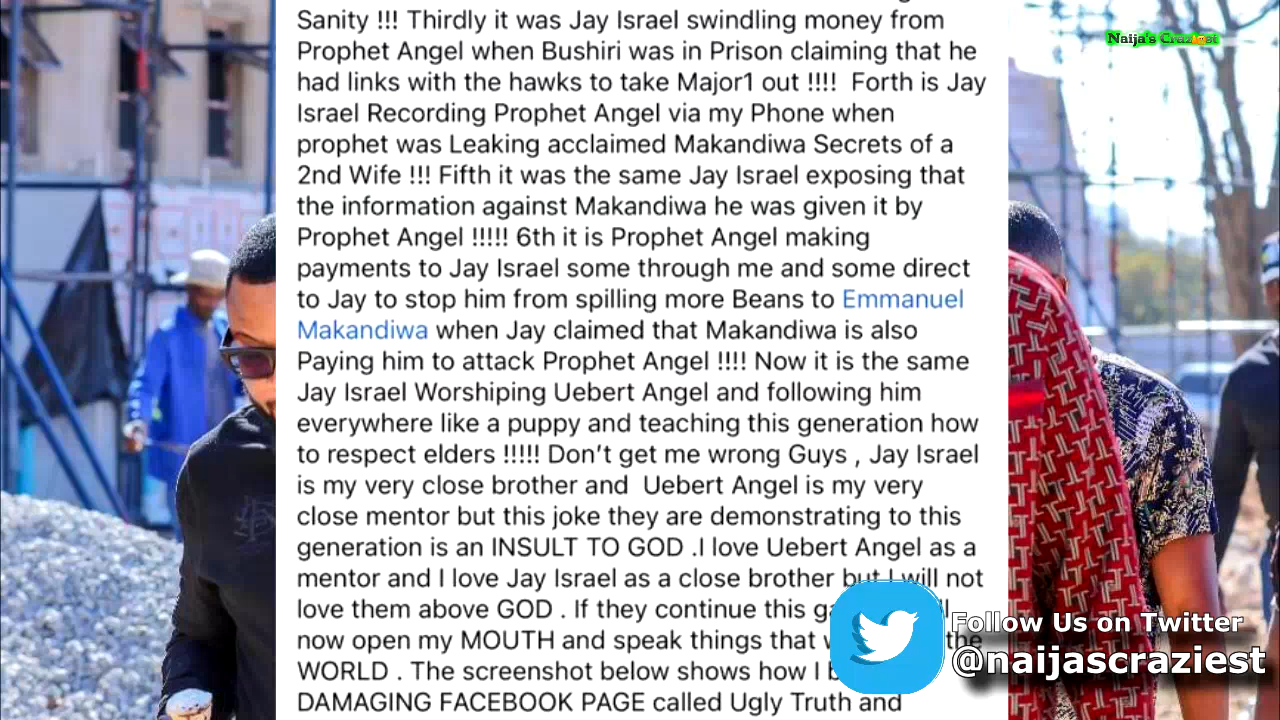 Sanity !!! Thirdly it was Jay Israel swindling money from
Prophet Angel when Bushiri was in Prison claiming that he
had links with the hawks to take Major1 out !!!! Forth is Jay
Israel Recording Prophet Angel via my Phone when
prophet was Leaking acclaimed Makandiwa Secrets of a
2nd Wife !!! Fifth it was the same Jay Israel exposing that
the information against Makandiwa he was given it by
Prophet Angel !!!!! 6th it is Prophet Angel making
payments to Jay Israel some through me and some direct
to Jay to stop him from spilling more Beans to Emmanuel
Makandiwa when Jay claimed that Makandiwa is also
Paying him to attack Prophet Angel !!!! Now it is the same
Jay Israel Worshiping Uebert Angel and following him
everywhere like a puppy and teaching this generation how
to respect elders !!!!! Don't get me wrong Guys , Jay Israel
is my very close brother and Uebert Angel is my very
close mentor but this joke they are demonstrating to this
generation is an INSULT TO GOD .I love Uebert Angel as a
mentor and I love Jay Israel as a close brother but I will not
love them above GOD . If they continue this
now open my MOUTH and speak things that the
WORLD . The screenshot below shows how I
DAMAGING FACEBOOK PAGE called Ugly Truth and
Naija's Craziest
Follow Us on Twitter
@naijascraziest